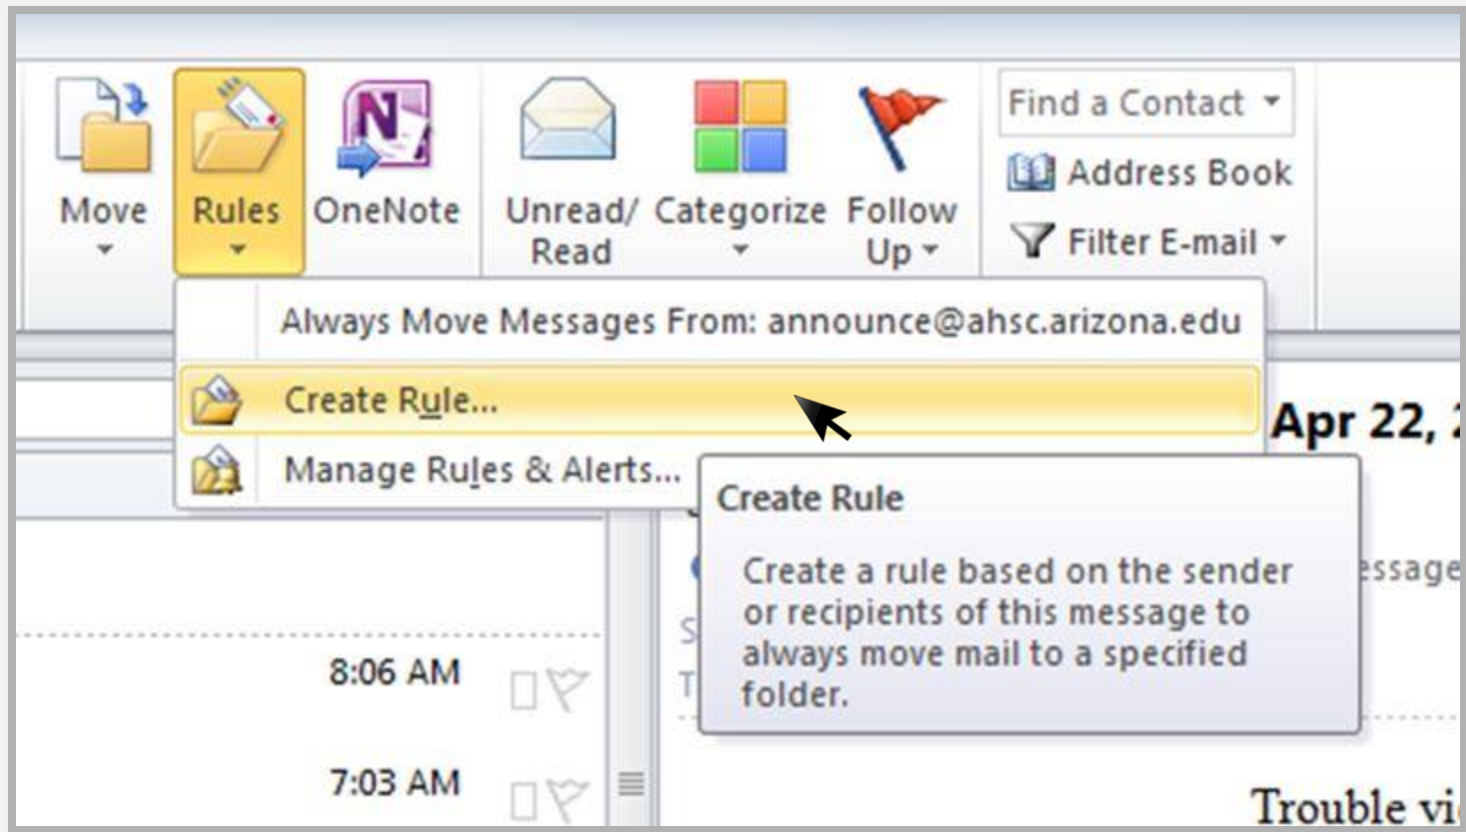 Find a Contact
Address Book
Filter E-mail
Move
Rules
OneNote
Unread/
Read
Categorize
Follow
Up
Always Move Messages From: announce@ahsc.arizona.edu
Create Rule...
Manage Rules & Alerts...
Apr 22,
Create Rule
Create a rule based on the sender
or recipients of this message to
always move mail to a specified
folder.
8:06 AM
7:03 AM
Trouble